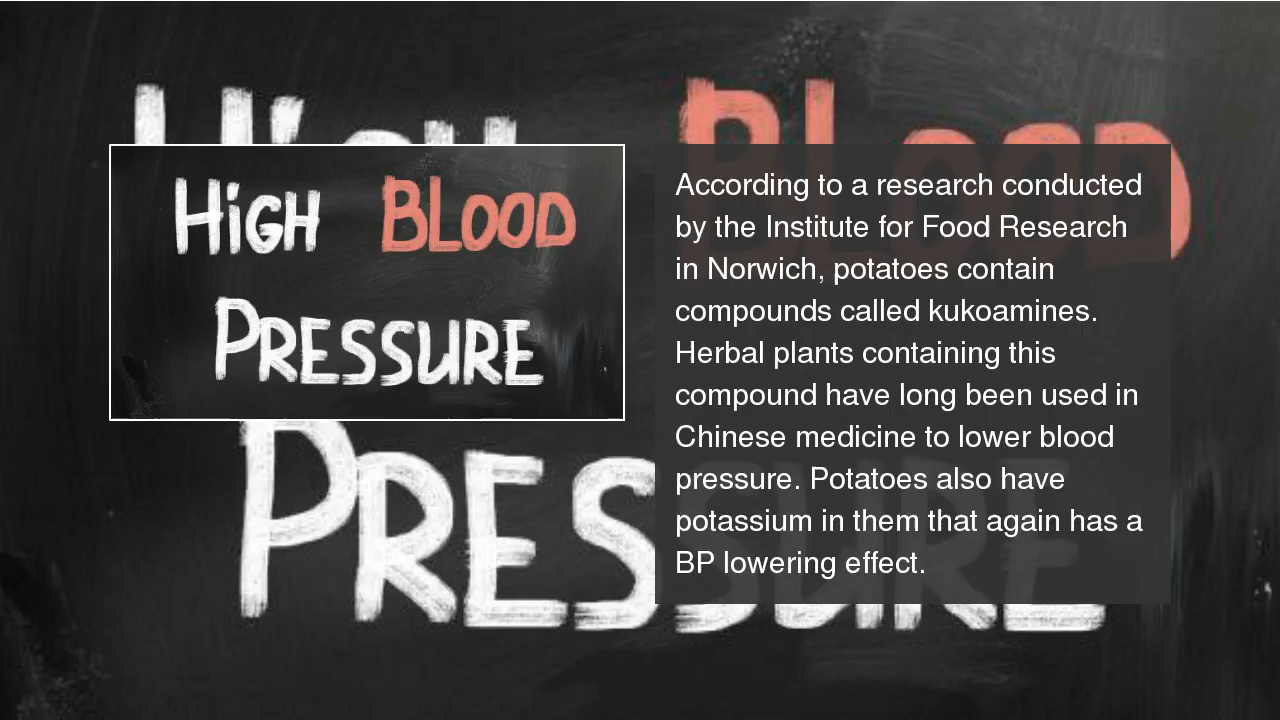 HiGH BLOOD
PRESSURE
According to a research conducted
by the Institute for Food Research
in Norwich, potatoes contain
compounds called kukoamines.
Herbal plants containing this
compound have long been used in
Chinese medicine to lower blood
pressure. Potatoes also have
potassium in them that again has a
BP lowering effect.